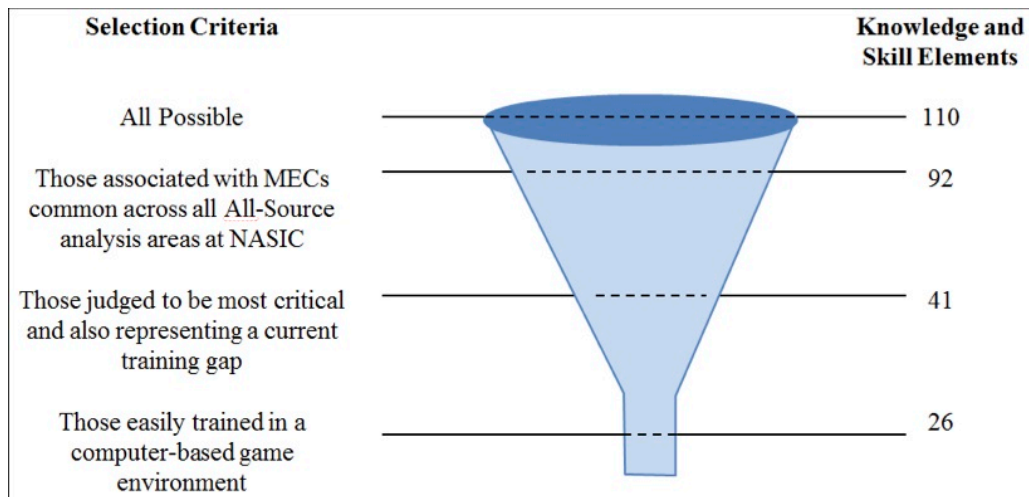 Selection Criteria
Knowledge and
Skill Elements
All Possible
110
Those associated with MECs
common across all All-Source
analysis areas at NASIC
92
Those judged to be most critical
and also representing a current
training gap
41
Those easily trained in a
computer-based game
environment
26